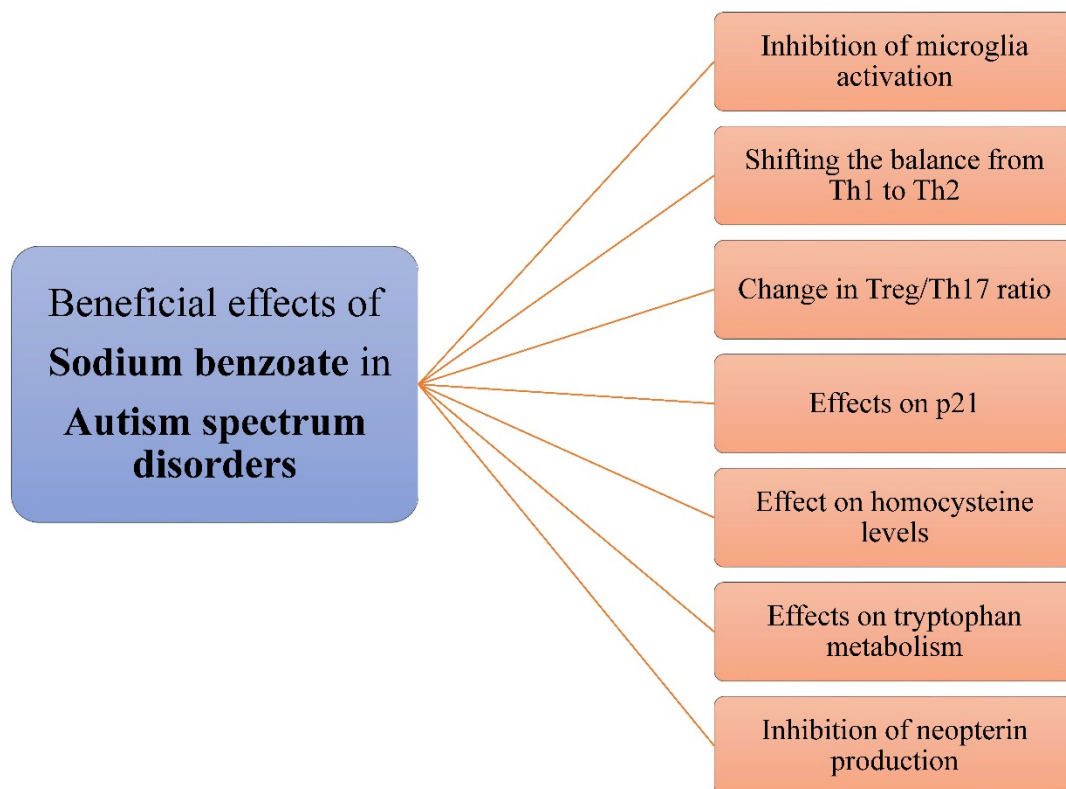 Beneficial effects of
Sodium benzoate in
Autism spectrum
disorders
Inhibition of microglia
activation
Shifting the balance from
Th1 to Th2
Change in Treg/Th17 ratio
Effects on p21
Effect on homocysteine
levels
Effects on tryptophan
metabolism
Inhibition of neopterin
production